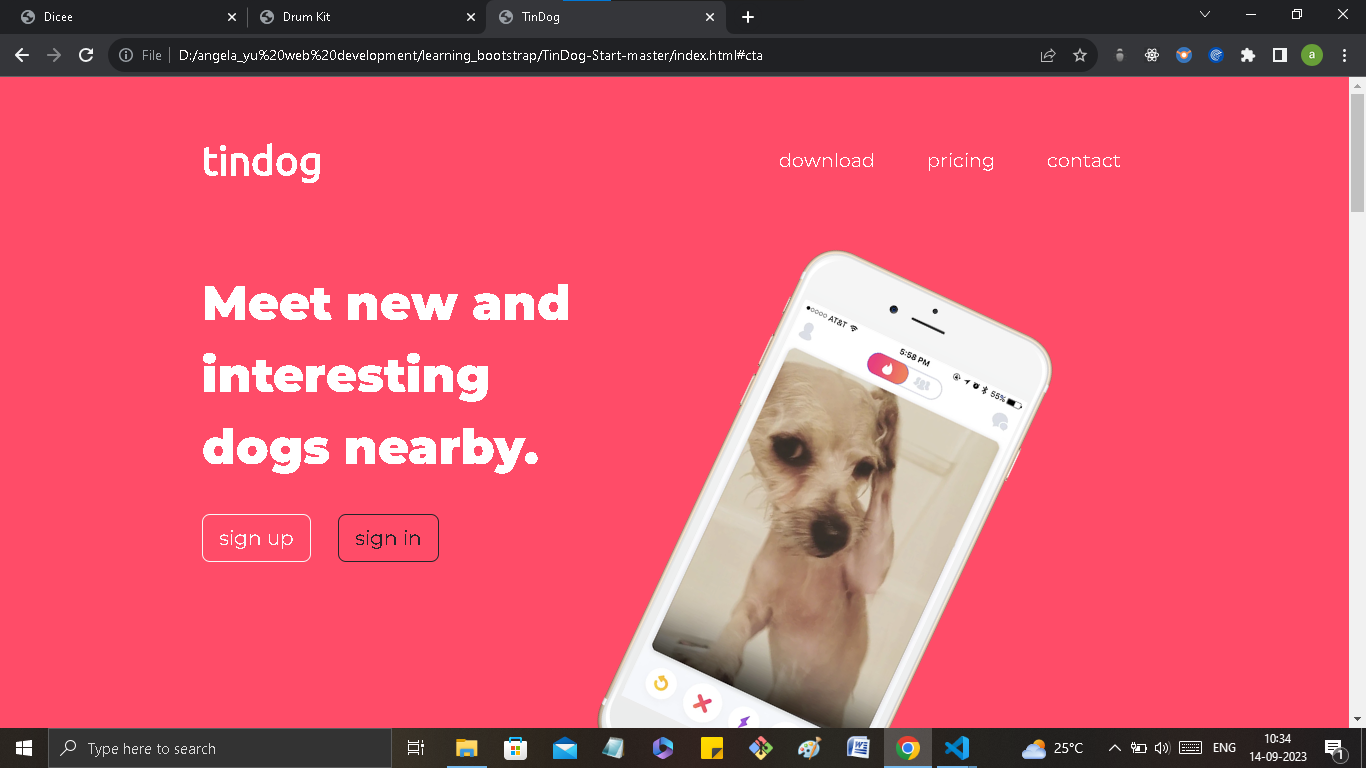 Dicee
Drum Kit
TinDog
File
D:/angela_yu%20web%20development/learning_bootstrap/TinDog-Start-master/index.html#cta
a
tindog
download
pricing
contact
Meet new and
interesting
dogs nearby.
sign up
sign in
AT&T
5:58 PM
55%
Type here to search
25°C
ENG
10:34
14-09-2023
1